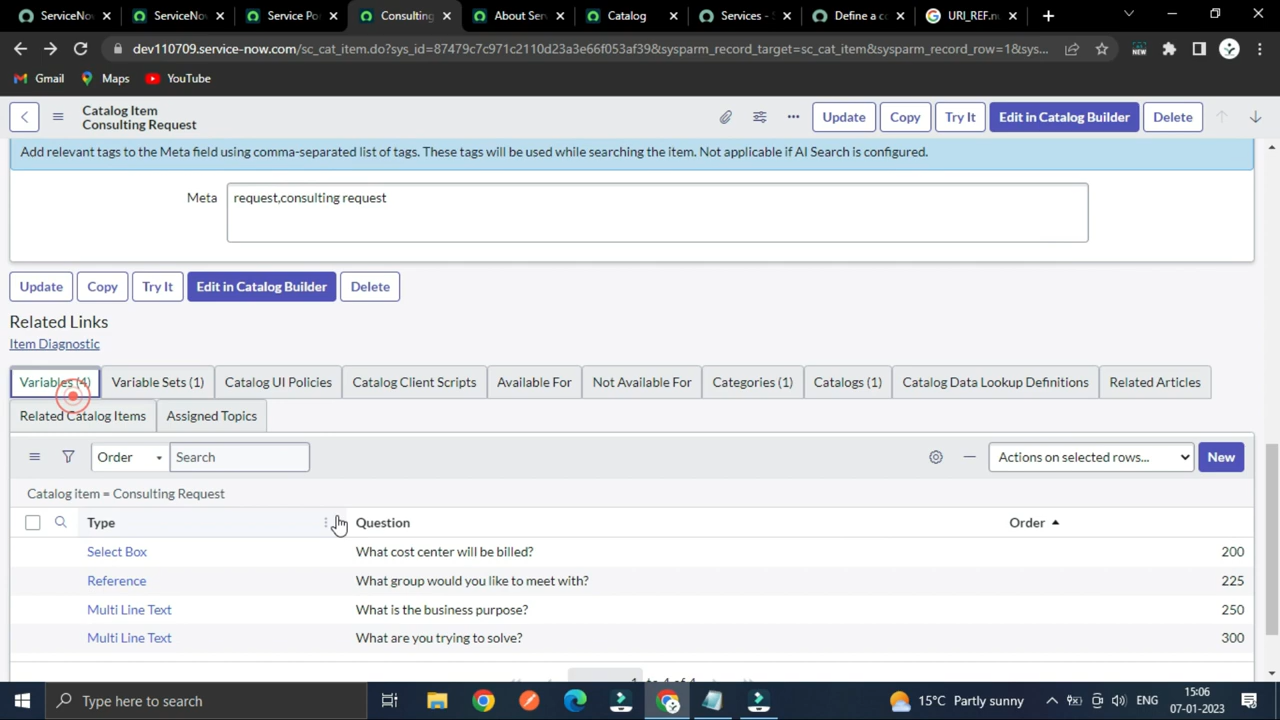 ServiceNo
ServiceNo
Service Po
Consulting
About Ser
Catalog
Services -
Define a c
URI_REF.n
dev110709.service-now.com/sc_cat_item.do?sys_id=87479c7c971c2110d23a3e66f053af39&sysparm_record_target=sc_cat_item&sysparm_record_row=1&sys...
NEW
Gmail
Maps
YouTube
Catalog Item
Consulting Request
Update
Copy
Try It
Edit in Catalog Builder
Delete
Add relevant tags to the Meta field using comma-separated list of tags. These tags will be used while searching the item. Not applicable if AI Search is configured.
Meta
request,consulting request
Update
Copy
Try It
Edit in Catalog Builder
Delete
Related Links
Item Diagnostic
Variables (4)
Variable Sets (1)
Catalog UI Policies
Catalog Client Scripts
Available For
Not Available For
Categories (1)
Catalogs (1)
Catalog Data Lookup Definitions
Related Articles
Related Catalog Items
Assigned Topics
Order
Search
Actions on selected rows...
New
Catalog item = Consulting Request
Type
Question
Order
Select Box
What cost center will be billed?
200
Reference
What group would you like to meet with?
225
Multi Line Text
What is the business purpose?
250
Multi Line Text
What are you trying to solve?
300
1 to 4 of 4
Type here to search
15°C Partly sunny
ENG
15:06
07-01-2023